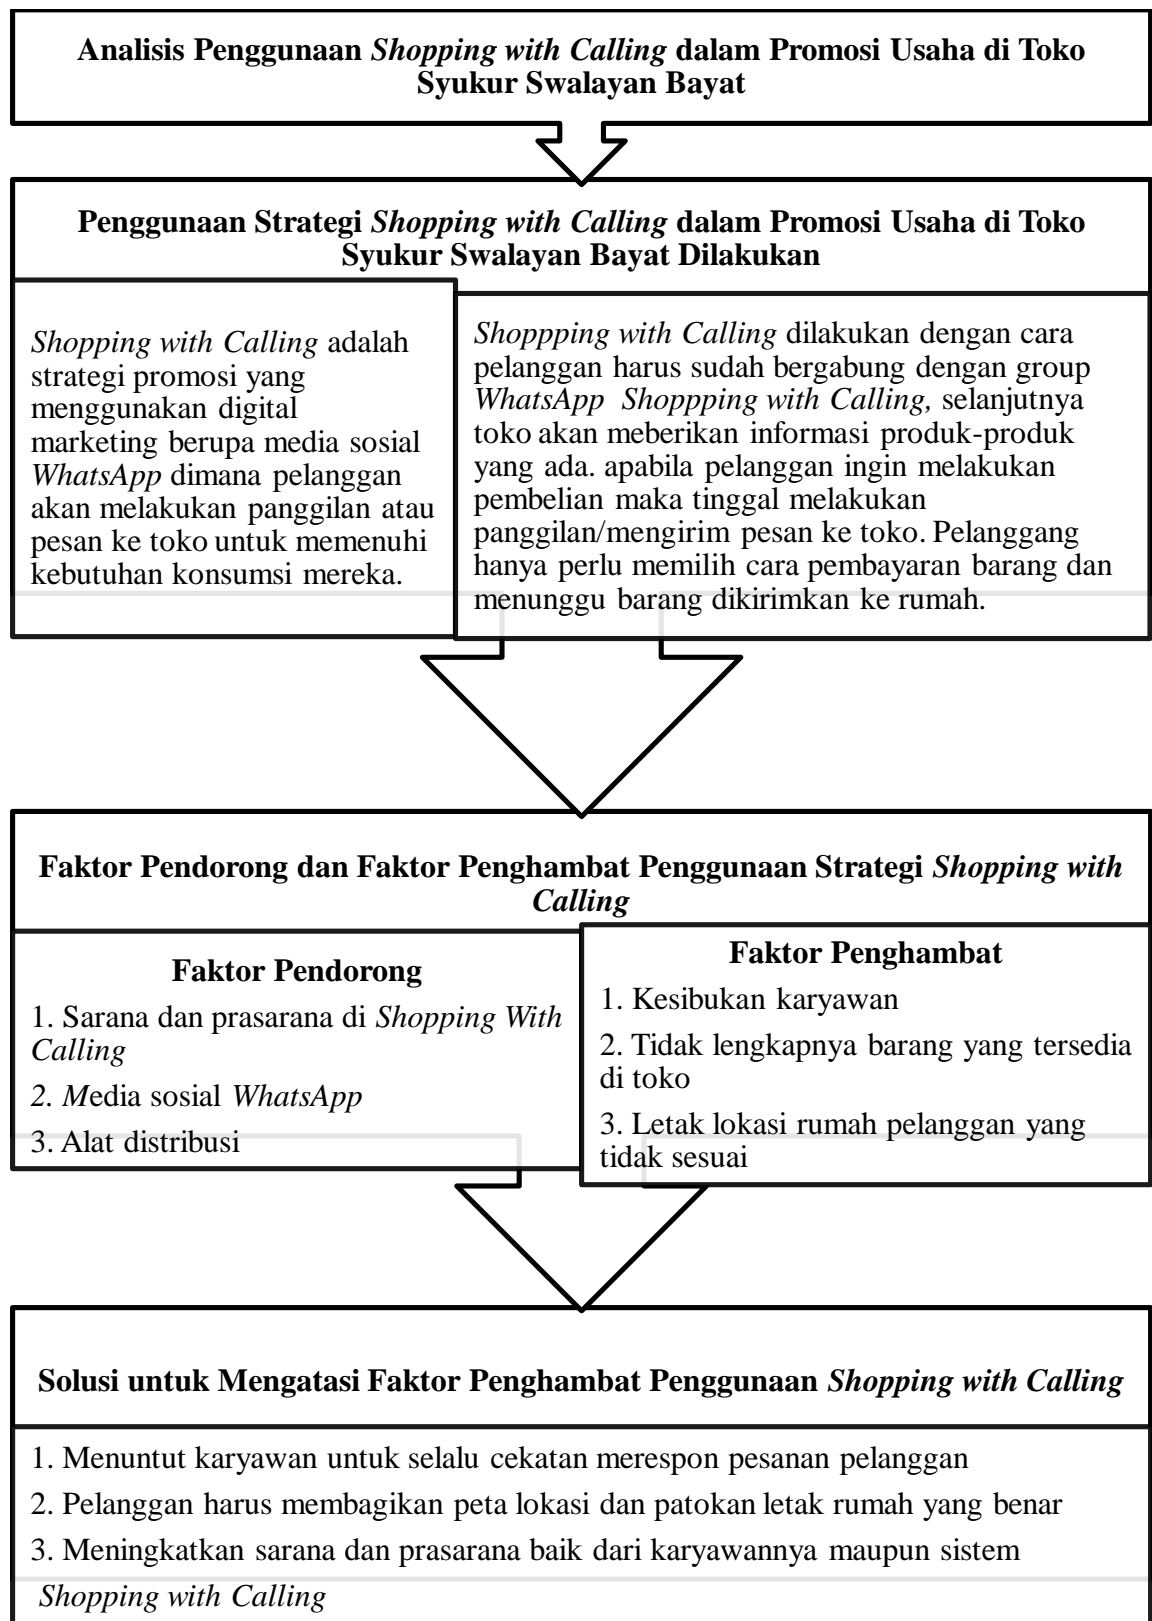 Analisis Penggunaan Shopping with Calling dalam Promosi Usaha di Toko
Syukur Swalayan Bayat
Penggunaan Strategi Shopping with Calling dalam Promosi Usaha di Toko
Syukur Swalayan Bayat Dilakukan
Shopping with Calling adalah
strategi promosi yang
menggunakan digital
marketing berupa media sosial
WhatsApp dimana pelanggan
akan melakukan panggilan atau
pesan ke toko untuk memenuhi
kebutuhan konsumsi mereka.
Shoppping with Calling dilakukan dengan cara
pelanggan harus sudah bergabung dengan group
WhatsApp Shoppping with Calling, selanjutnya
toko akan meberikan informasi produk-produk
yang ada. apabila pelanggan ingin melakukan
pembelian maka tinggal melakukan
panggilan/mengirim pesan ke toko. Pelanggang
hanya perlu memilih cara pembayaran barang dan
menunggu barang dikirimkan ke rumah.
Faktor Pendorong dan Faktor Penghambat Penggunaan Strategi Shopping with
Calling
Faktor Pendorong
1. Sarana dan prasarana di Shopping With
Calling
2. Media sosial WhatsApp
3. Alat distribusi
Faktor Penghambat
1. Kesibukan karyawan
2. Tidak lengkapnya barang yang tersedia
di toko
3. Letak lokasi rumah pelanggan yang
tidak sesuai
Solusi untuk Mengatasi Faktor Penghambat Penggunaan Shopping with Calling
1. Menuntut karyawan untuk selalu cekatan merespon pesanan pelanggan
2. Pelanggan harus membagikan peta lokasi dan patokan letak rumah yang benar
3. Meningkatkan sarana dan prasarana baik dari karyawannya maupun sistem
Shopping with Calling